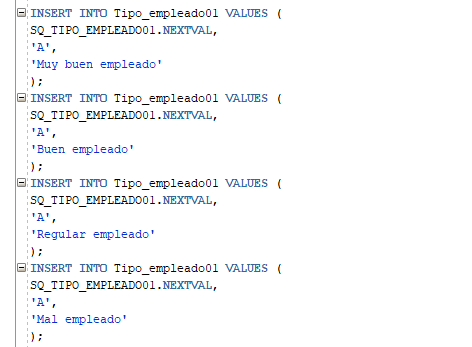 INSERT INTO Tipo_empleado01 VALUES (
SQ_TIPO_EMPLEADO01.NEXTVAL,
'A',
'Muy buen empleado'
);
INSERT INTO Tipo_empleado01 VALUES (
SQ_TIPO_EMPLEADO01.NEXTVAL,
'A',
'Buen empleado'
);
INSERT INTO Tipo_empleado01 VALUES (
SQ_TIPO_EMPLEADO01.NEXTVAL,
'A',
'Regular empleado'
);
INSERT INTO Tipo_empleado01 VALUES (
SQ_TIPO_EMPLEADO01.NEXTVAL,
'A',
'Mal empleado'
);